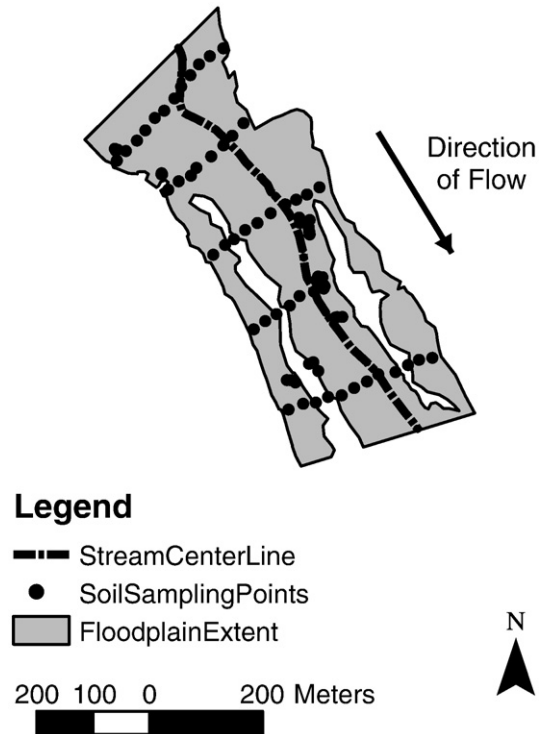 Direction
of Flow
Legend
StreamCenterLine
SoilSamplingPoints
FloodplainExtent
N
200 100 0 200 Meters